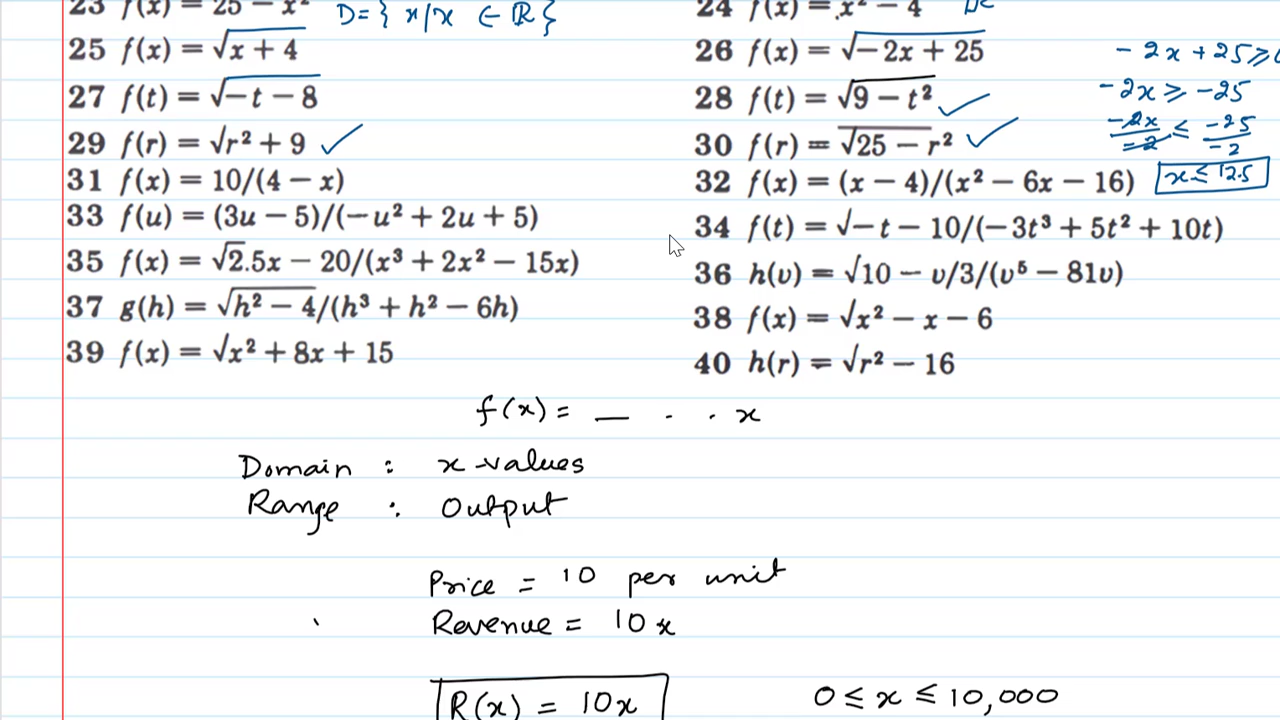 23 f(x) = 25 − x² D = { x/x ∈ ℝ}
24 f(x) = x² − 4
25 f(x) = √x + 4
26 f(x) = √−2x + 25
- 2x + 25 ≥ 0
27 f(t) = √−t − 8
28 f(t) = √9 − t² ✓
- 2x ≥ -25
29 f(r) = √r² + 9 ✓
30 f(r) = √25 − r² ✓
-2x/-2 ≤ -25/-2
31 f(x) = 10/(4 − x)
32 f(x) = (x − 4)/(x² − 6x − 16)
x ≤ 12.5
33 f(u) = (3u − 5)/(−u² + 2u + 5)
34 f(t) = √−t − 10/(−3t³ + 5t² + 10t)
35 f(x) = √2.5x − 20/(x³ + 2x² − 15x)
36 h(v) = √10 − v/3/(v⁵ − 81v)
37 g(h) = √h² − 4/(h³ + h² − 6h)
38 f(x) = √x² − x − 6
39 f(x) = √x² + 8x + 15
40 h(r) = √r² − 16
f(x) = — . . x
Domain : x-values
Range : Output
Price = 10 per unit
Revenue = 10x
R(x) = 10x 0 ≤ x ≤ 10,000